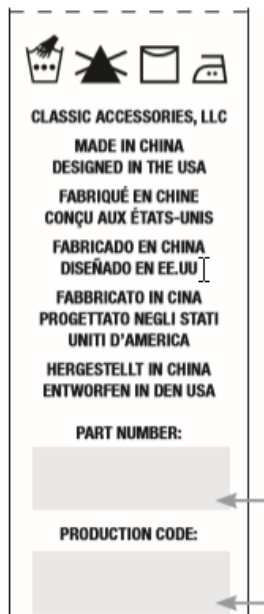 CLASSIC ACCESSORIES, LLC
MADE IN CHINA
DESIGNED IN THE USA
FABRIQUÉ EN CHINE
CONÇU AUX ÉTATS-UNIS
FABRICADO EN CHINA
DISEÑADO EN EE.UU
FABBRICATO IN CINA
PROGETTATO NEGLI STATI
UNITI D'AMERICA
HERGESTELLT IN CHINA
ENTWORFEN IN DEN USA
PART NUMBER:
PRODUCTION CODE: